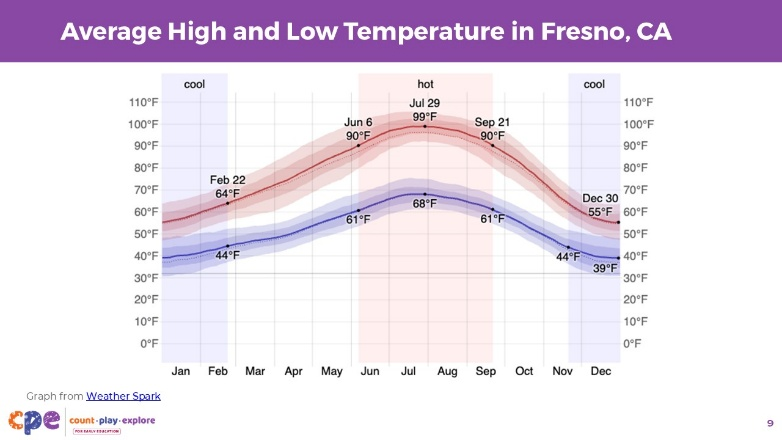 Average High and Low Temperature in Fresno, CA
cool hot cool
110°F 110°F
100°F 100°F
90°F 90°F
80°F 80°F
70°F 70°F
60°F 60°F
50°F 50°F
40°F 40°F
30°F 30°F
20°F 20°F
10°F 10°F
0°F 0°F
Feb 22
64°F
Jun 6
90°F
Jul 29
99°F
Sep 21
90°F
Dec 30
55°F
44°F
61°F
68°F
61°F
44°F
39°F
Jan Feb Mar Apr May Jun Jul Aug Sep Oct Nov Dec
Graph from Weather Spark
cpe
count·play·explore
FOR EARLY EDUCATION
9